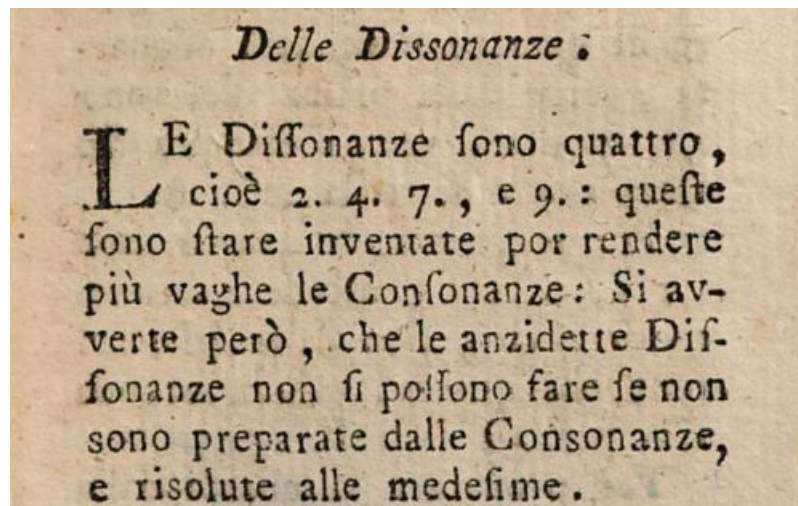 Delle Dissonanze:
LE Diſſonanze ſono quattro,
cioè 2. 4. 7., e 9.: queſte
ſono ſtare inventate por rendere
più vaghe le Conſonanze: Si av-
verte però, che le anzidette Diſ-
ſonanze non ſi poſſono fare ſe non
sono preparate dalle Consonanze,
e risolute alle medeſime.